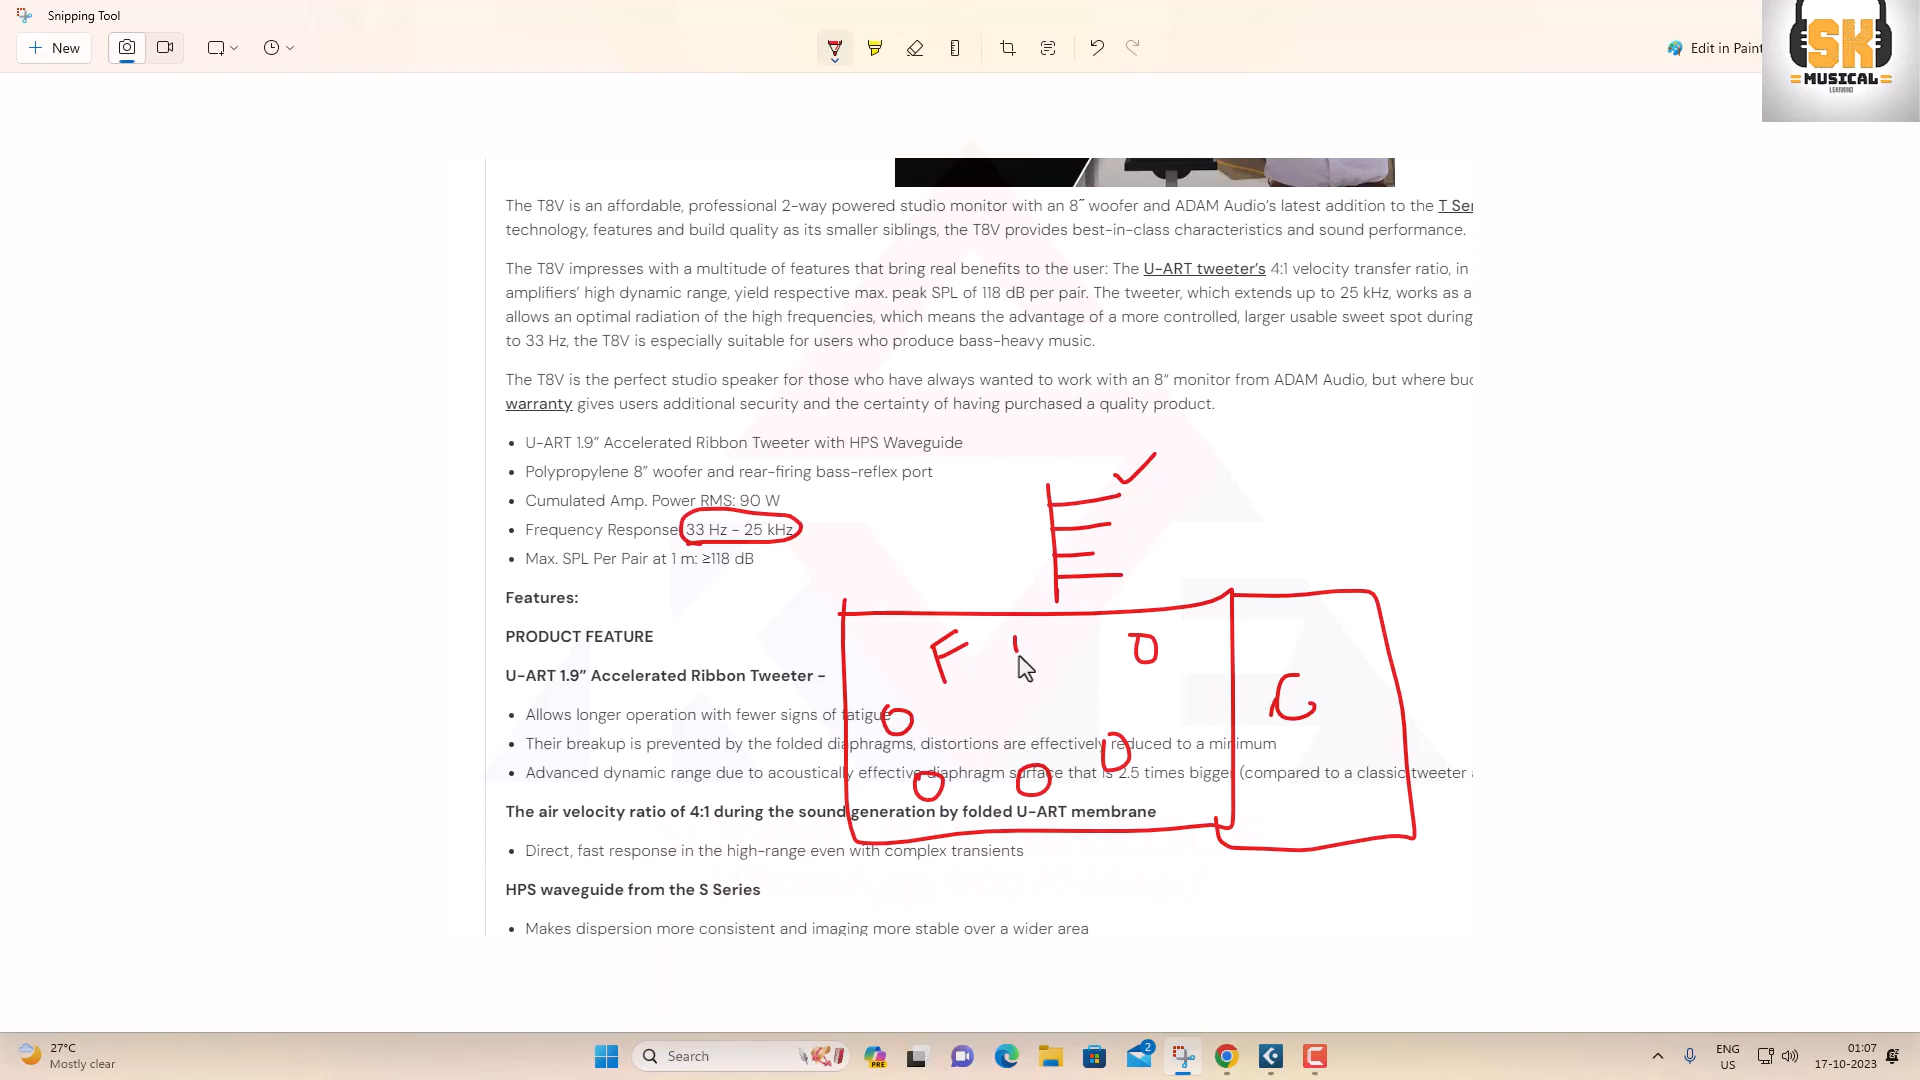 Snipping Tool
New
Edit in Paint
SK
MUSICAL
LEARNING
The T8V is an affordable, professional 2-way powered studio monitor with an 8˝ woofer and ADAM Audio’s latest addition to the T Ser
technology, features and build quality as its smaller siblings, the T8V provides best-in-class characteristics and sound performance.
The T8V impresses with a multitude of features that bring real benefits to the user: The U-ART tweeter’s 4:1 velocity transfer ratio, in
amplifiers’ high dynamic range, yield respective max. peak SPL of 118 dB per pair. The tweeter, which extends up to 25 kHz, works as a
allows an optimal radiation of the high frequencies, which means the advantage of a more controlled, larger usable sweet spot during
to 33 Hz, the T8V is especially suitable for users who produce bass-heavy music.
The T8V is the perfect studio speaker for those who have always wanted to work with an 8“ monitor from ADAM Audio, but where bu
warranty gives users additional security and the certainty of having purchased a quality product.
• U-ART 1.9” Accelerated Ribbon Tweeter with HPS Waveguide
• Polypropylene 8” woofer and rear-firing bass-reflex port
• Cumulated Amp. Power RMS: 90 W
• Frequency Response 33 Hz - 25 kHz
• Max. SPL Per Pair at 1 m: ≥118 dB
Features:
PRODUCT FEATURE
F O
U-ART 1.9” Accelerated Ribbon Tweeter -
C
• Allows longer operation with fewer signs of fatigue
• Their breakup is prevented by the folded diaphragms, distortions are effectively reduced to a minimum
• Advanced dynamic range due to acoustically effective diaphragm surface that is 2.5 times bigger (compared to a classic tweeter
The air velocity ratio of 4:1 during the sound generation by folded U-ART membrane
• Direct, fast response in the high-range even with complex transients
HPS waveguide from the S Series
• Makes dispersion more consistent and imaging more stable over a wider area
27°C
Mostly clear
Search
PRE
2
ENG
US
01:07
17-10-2023